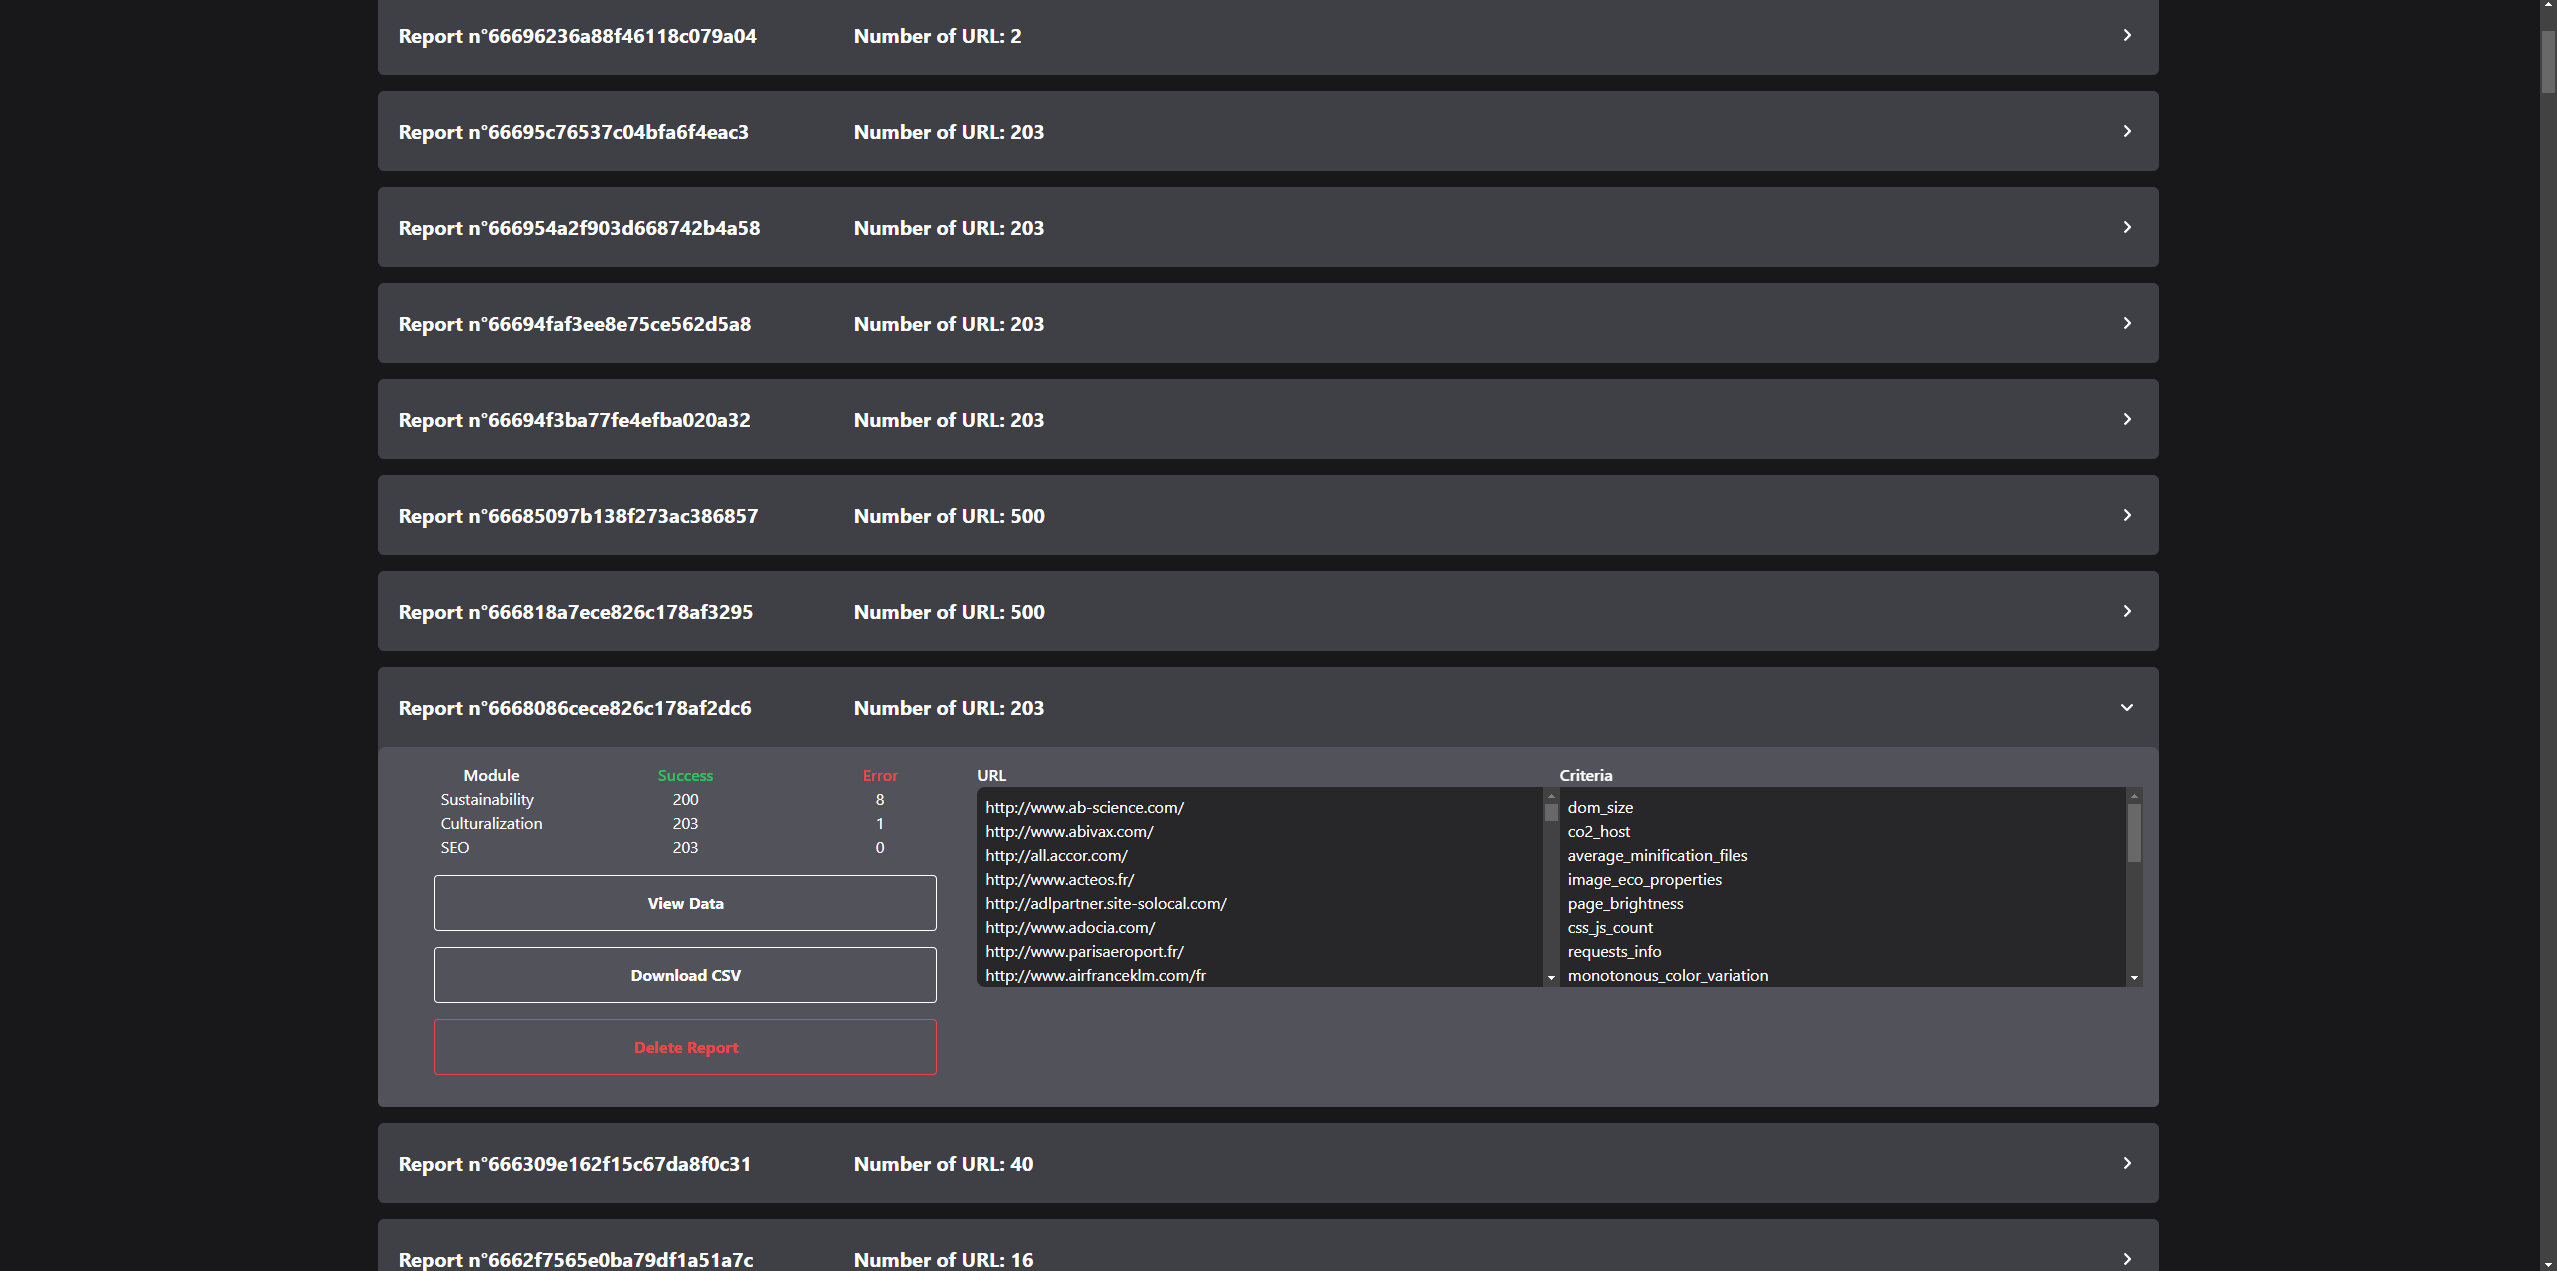 Report n°66696236a88f46118c079a04 Number of URL: 2
Report n°66695c76537c04bfa6f4eac3 Number of URL: 203
Report n°666954a2f903d668742b4a58 Number of URL: 203
Report n°66694faf3ee8e75ce562d5a8 Number of URL: 203
Report n°66694f3ba77fe4efba020a32 Number of URL: 203
Report n°66685097b138f273ac386857 Number of URL: 500
Report n°666818a7ece826c178af3295 Number of URL: 500
Report n°6668086cece826c178af2dc6 Number of URL: 203
Module Success Error
Sustainability 200 8
Culturalization 203 1
SEO 203 0
View Data
Download CSV
Delete Report
URL
http://www.ab-science.com/
http://www.abivax.com/
http://all.accor.com/
http://www.acteos.fr/
http://adlpartner.site-solocal.com/
http://www.adocia.com/
http://www.parisaeroport.fr/
http://www.airfranceklm.com/fr
Criteria
dom_size
co2_host
average_minification_files
image_eco_properties
page_brightness
css_js_count
requests_info
monotonous_color_variation
Report n°666309e162f15c67da8f0c31 Number of URL: 40
Report n°6662f7565e0ba79df1a51a7c Number of URL: 16